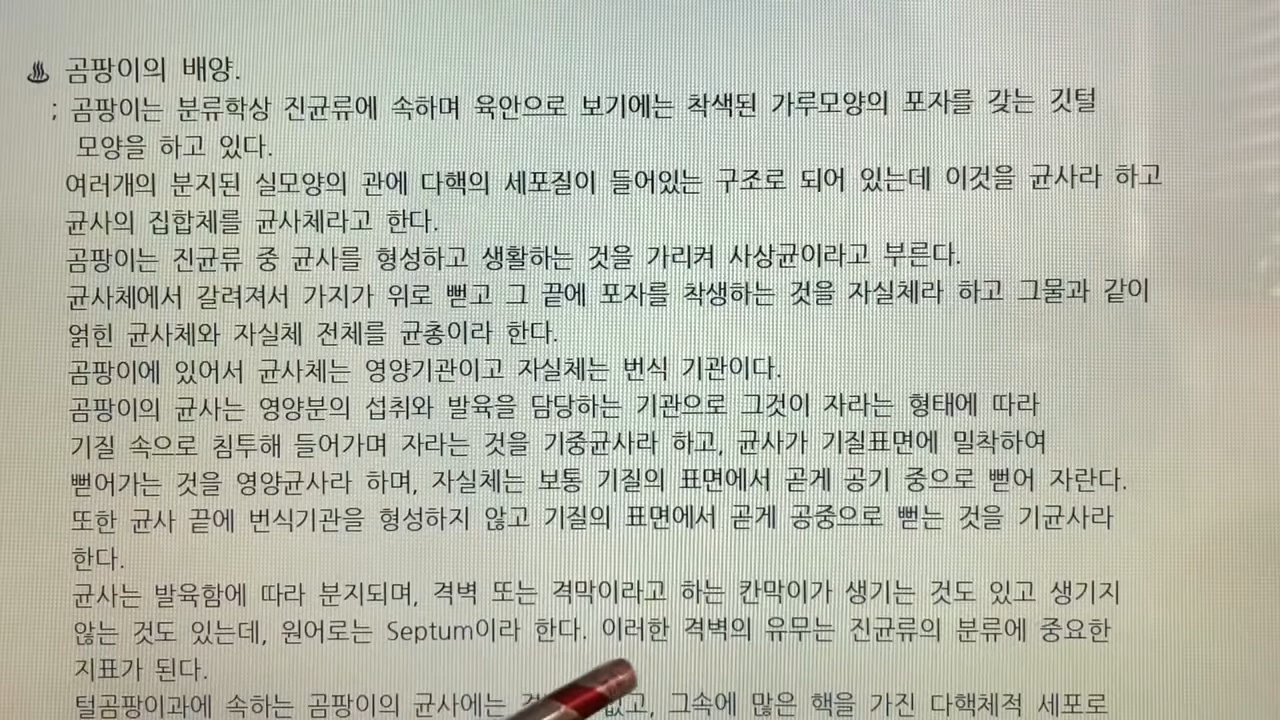 ♨ 곰팡이의 배양.
; 곰팡이는 분류학상 진균류에 속하며 육안으로 보기에는 착색된 가루모양의 포자를 갖는 깃털
모양을 하고 있다.
여러개의 분지된 실모양의 관에 다핵의 세포질이 들어있는 구조로 되어 있는데 이것을 균사라 하고
균사의 집합체를 균사체라고 한다.
곰팡이는 진균류 중 균사를 형성하고 생활하는 것을 가리켜 사상균이라고 부른다.
균사체에서 갈려져서 가지가 위로 뻗고 그 끝에 포자를 착생하는 것을 자실체라 하고 그물과 같이
얽힌 균사체와 자실체 전체를 균총이라 한다.
곰팡이에 있어서 균사체는 영양기관이고 자실체는 번식 기관이다.
곰팡이의 균사는 영양분의 섭취와 발육을 담당하는 기관으로 그것이 자라는 형태에 따라
기질 속으로 침투해 들어가며 자라는 것을 기중균사라 하고, 균사가 기질표면에 밀착하여
뻗어가는 것을 영양균사라 하며, 자실체는 보통 기질의 표면에서 곧게 공기 중으로 뻗어 자란다.
또한 균사 끝에 번식기관을 형성하지 않고 기질의 표면에서 곧게 공중으로 뻗는 것을 기균사라
한다.
균사는 발육함에 따라 분지되며, 격벽 또는 격막이라고 하는 칸막이가 생기는 것도 있고 생기지
않는 것도 있는데, 원어로는 Septum이라 한다. 이러한 격벽의 유무는 진균류의 분류에 중요한
지표가 된다.
털곰팡이과에 속하는 곰팡이의 균사에는 없고, 그속에 많은 핵을 가진 다핵체적 세포로